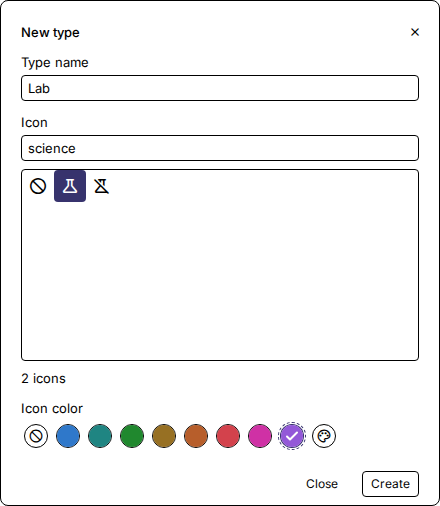 New type
Type name
Lab
Icon
science
2 icons
Icon color
Close
Create